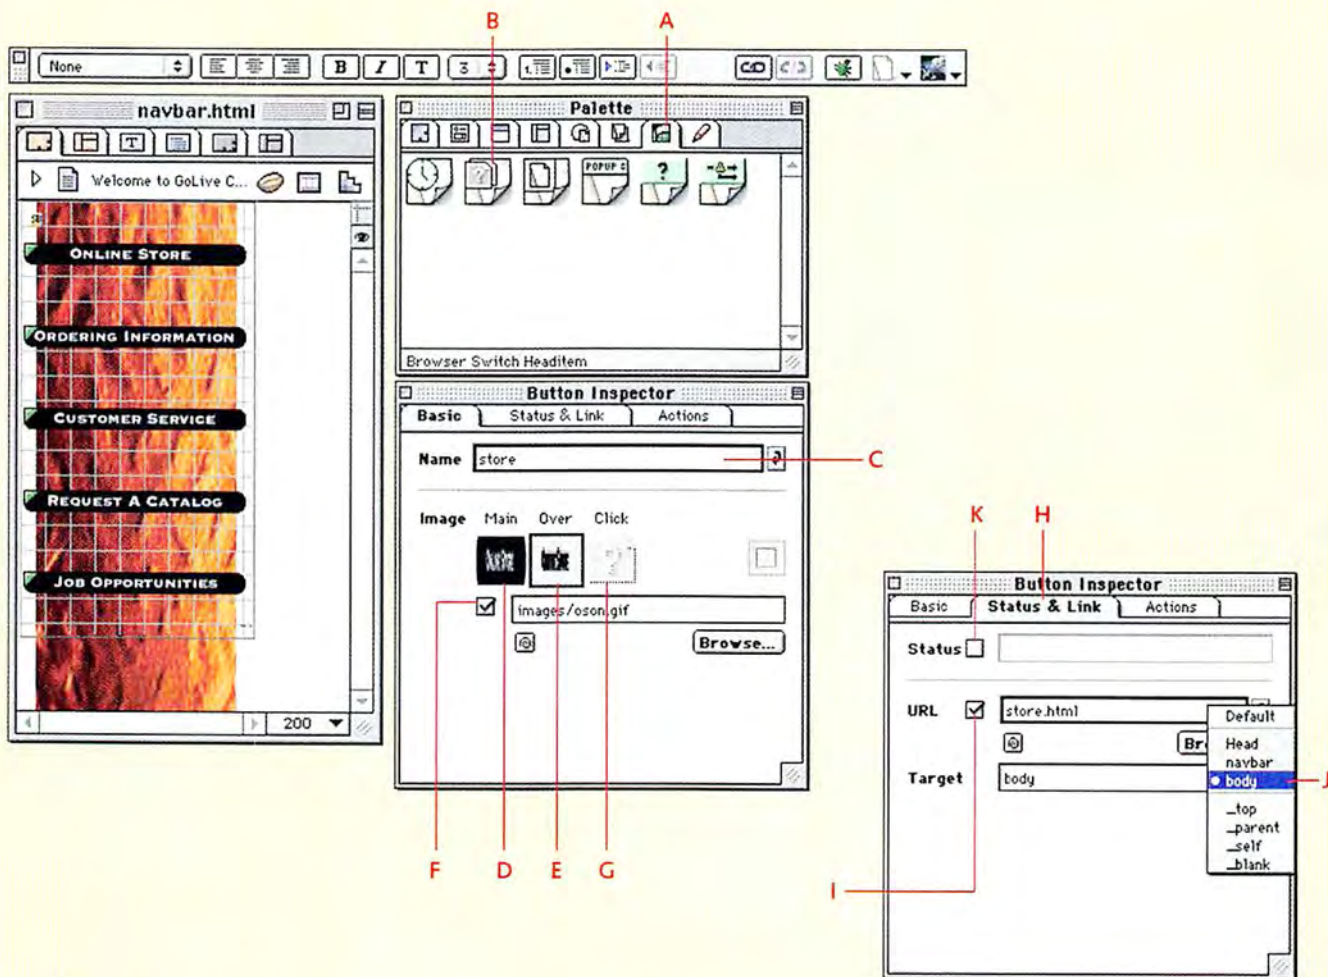 B
A
None
B
I
T
3
navbar.html
Welcome to GoLive C...
ONLINE STORE
ORDERING INFORMATION
CUSTOMER SERVICE
REQUEST A CATALOG
JOB OPPORTUNITIES
200
Palette
POPUP
?
Browser Switch Headitem
Button Inspector
Basic
Status & Link
Actions
Name
store
C
Image
Main
Over
Click
images/oson.gif
Browse...
F
D
E
G
K
H
Button Inspector
Basic
Status & Link
Actions
Status
URL
store.html
Default
Head
navbar
body
J
Target
body
_top
_parent
_self
_blank
I